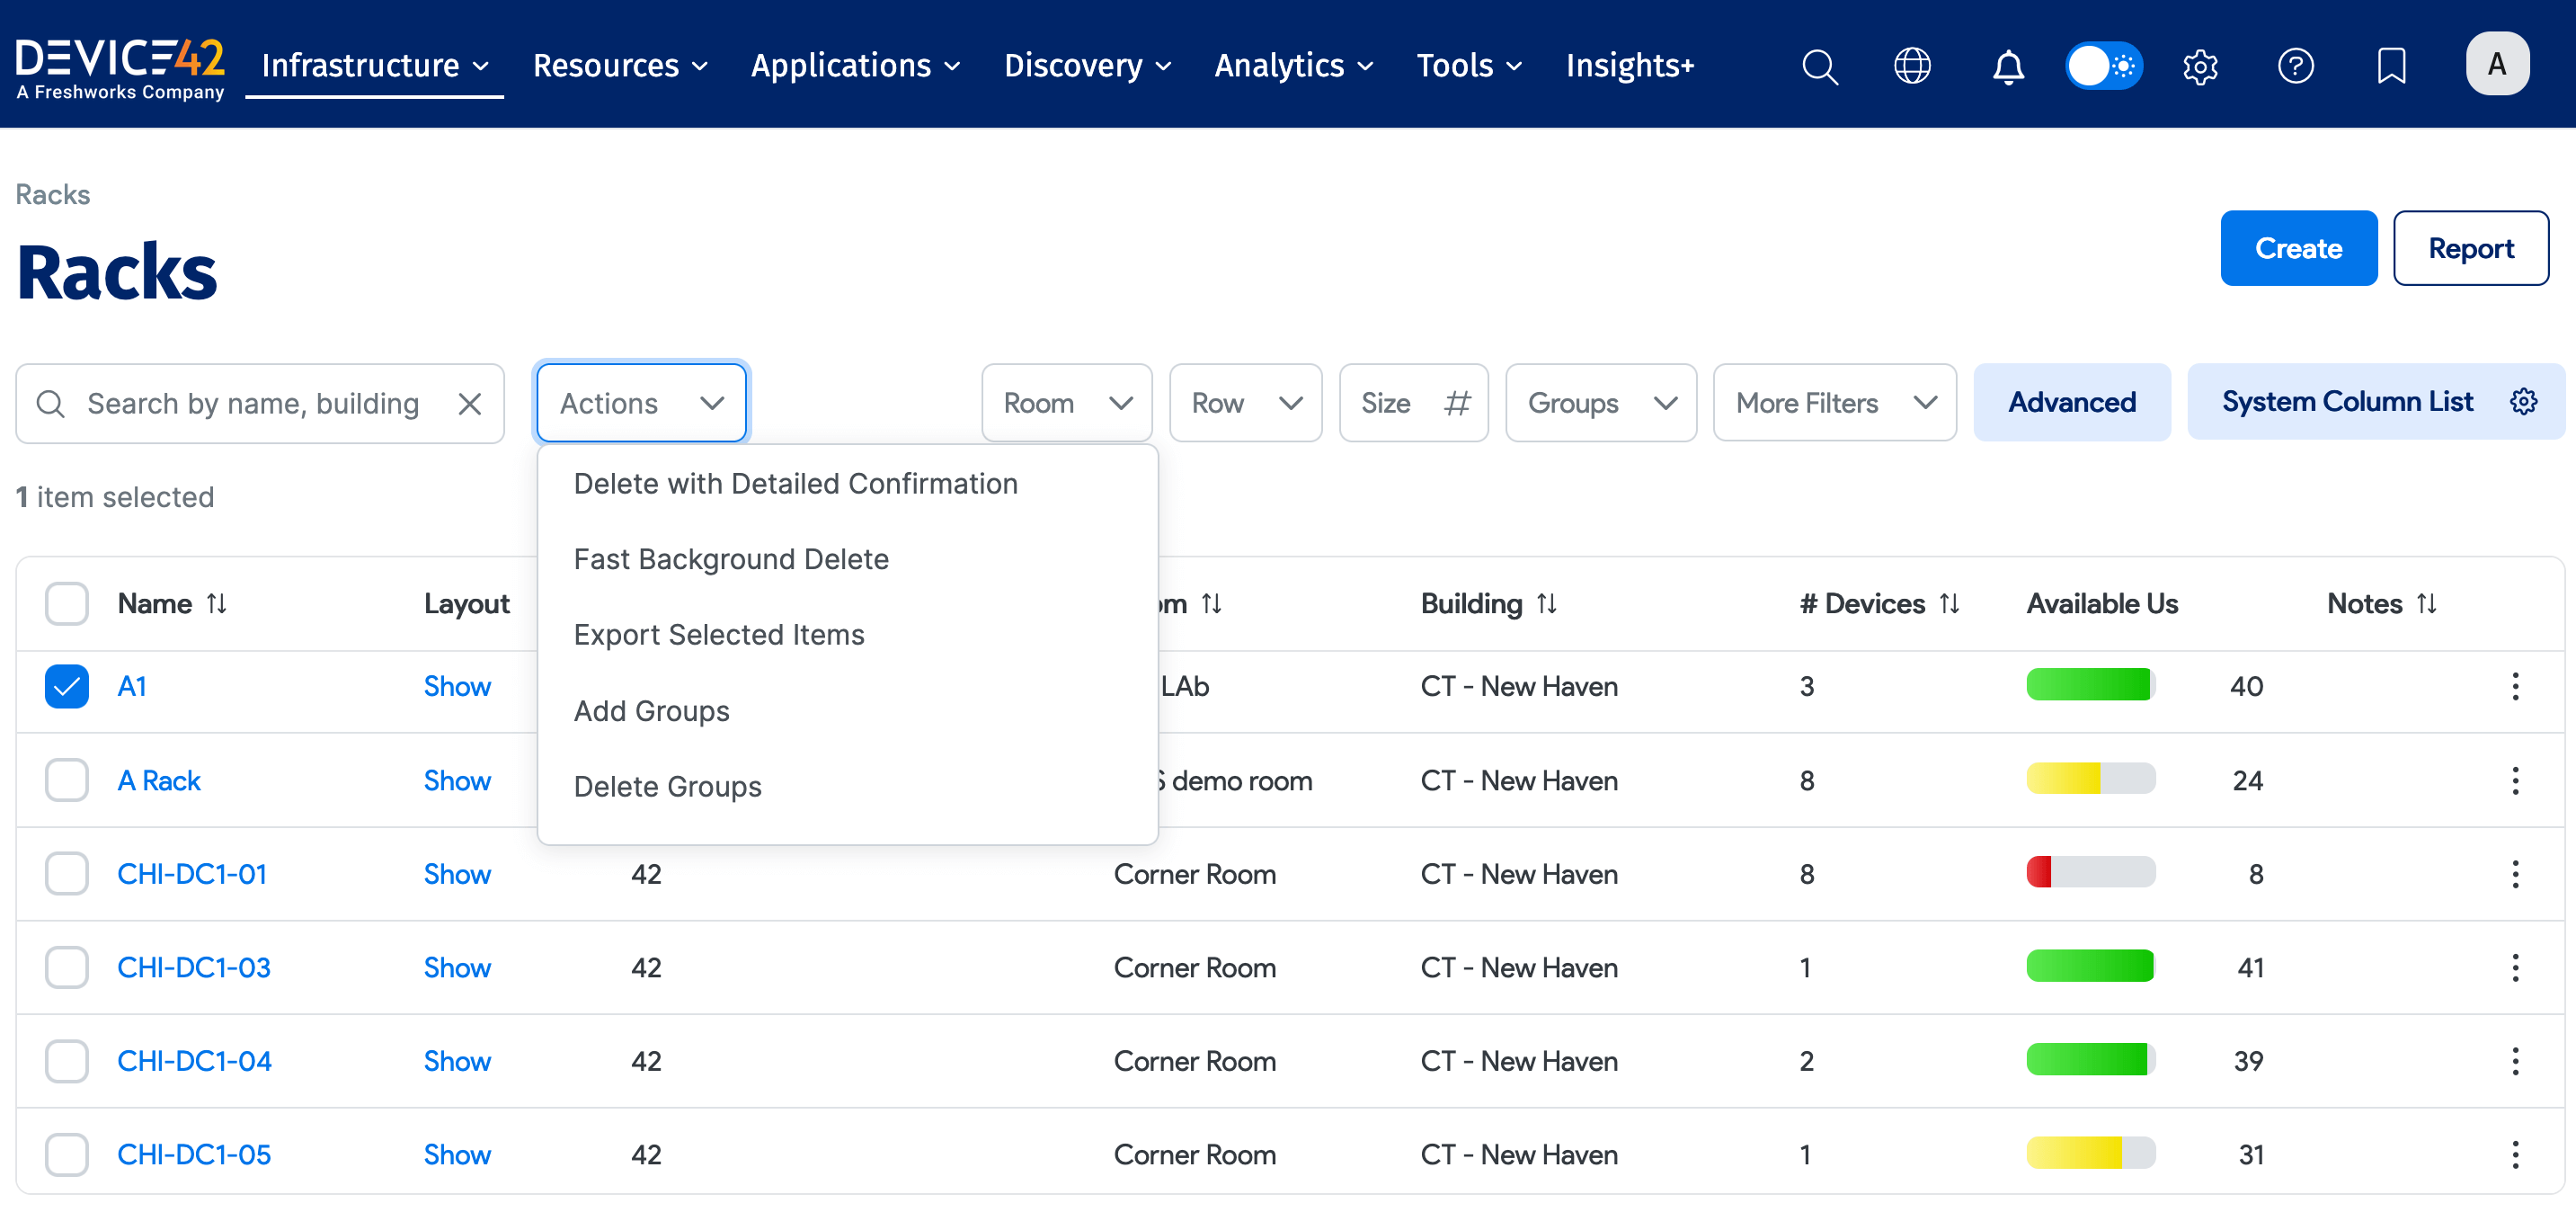 DEVICE42
A Freshworks Company
Infrastructure Resources Applications Discovery Analytics Tools Insights+ A
Racks
Racks
Create Report
Search by name, building Actions Room Row Size # Groups More Filters Advanced System Column List
1 item selected
Delete with Detailed Confirmation
Fast Background Delete
Export Selected Items
Add Groups
Delete Groups
Name Layout Building # Devices Available Us Notes
A1 Show LAb CT - New Haven 3 40
A Rack Show demo room CT - New Haven 8 24
CHI-DC1-01 Show 42 Corner Room CT - New Haven 8 8
CHI-DC1-03 Show 42 Corner Room CT - New Haven 1 41
CHI-DC1-04 Show 42 Corner Room CT - New Haven 2 39
CHI-DC1-05 Show 42 Corner Room CT - New Haven 1 31